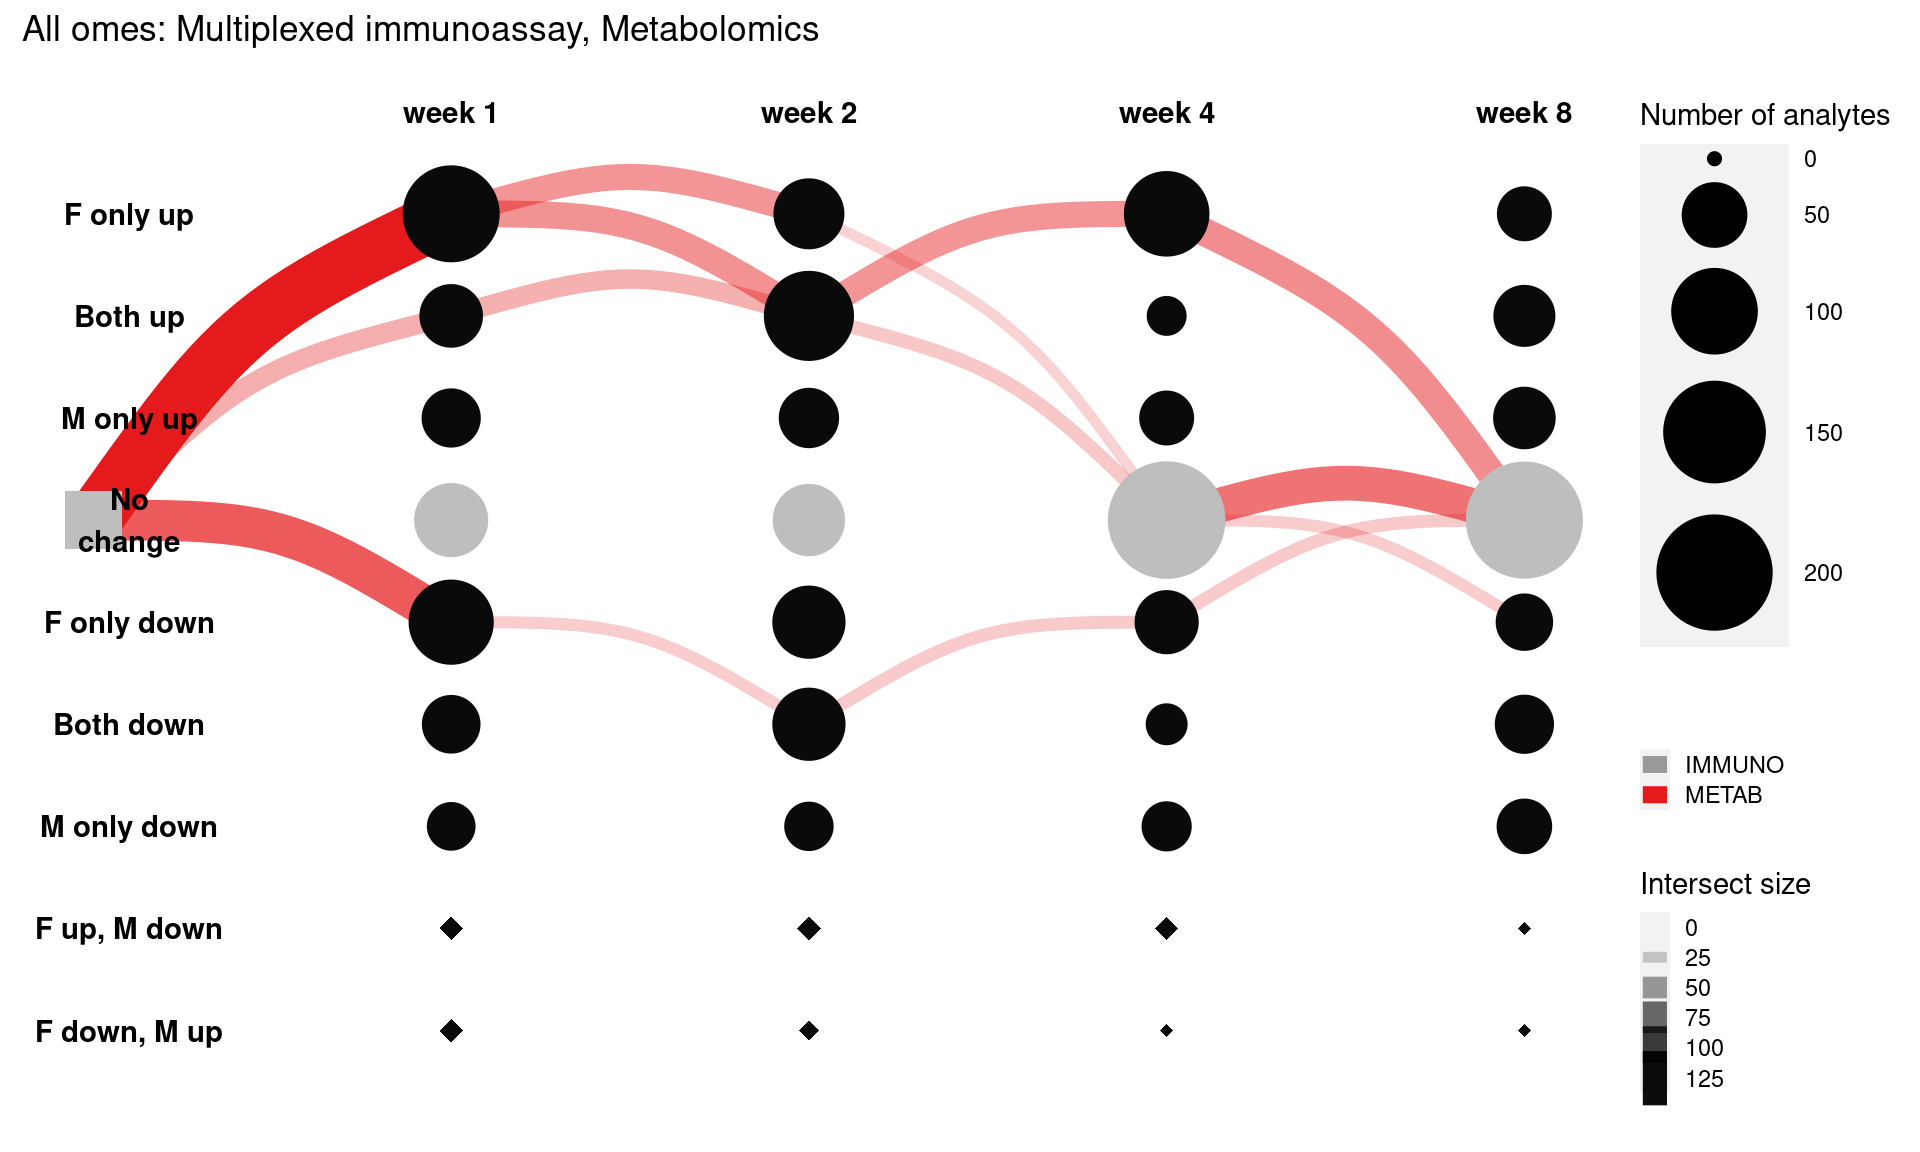 All omes: Multiplexed immunoassay, Metabolomics
week 1
week 2
week 4
week 8
F only up
Both up
M only up
No
change
F only down
Both down
M only down
F up, M down
F down, M up
Number of analytes
0
50
100
150
200
IMMUNO
METAB
Intersect size
0
25
50
75
100
125